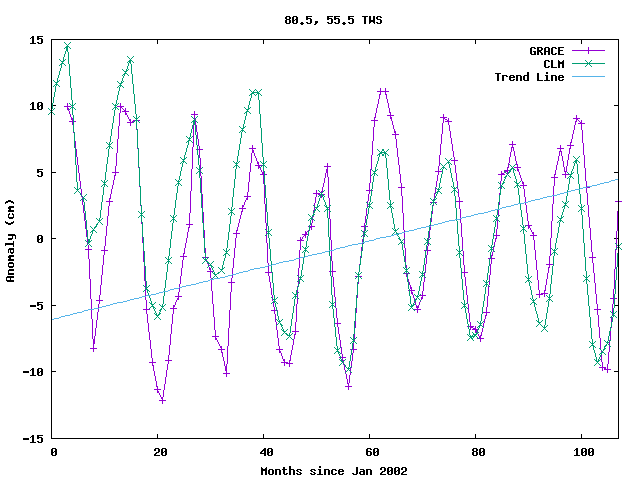 80.5, 55.5 TWS
GRACE
CLM
Trend Line
15
10
5
0
-5
-10
-15
Anomaly (cm)
0 20 40 60 80 100
Months since Jan 2002